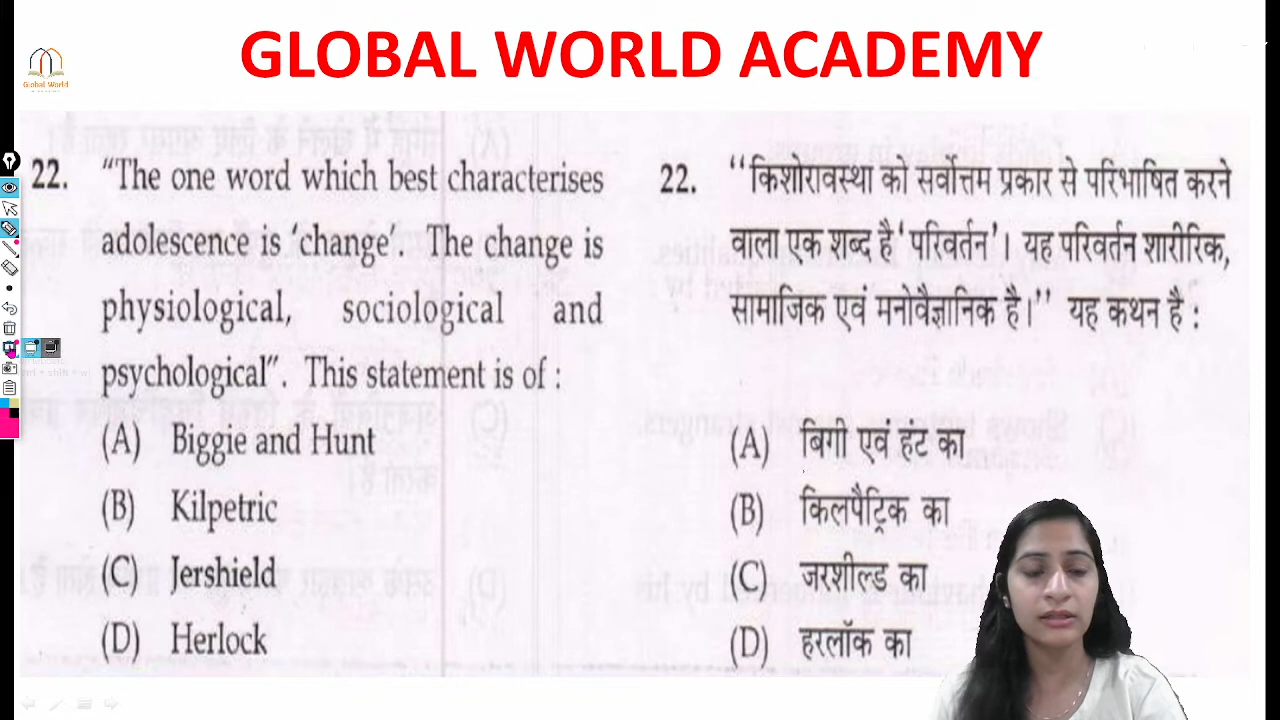 GLOBAL WORLD ACADEMY
Global World
22. “The one word which best characterises
adolescence is 'change'. The change is
physiological, sociological and
psychological”. This statement is of :
(A) Biggie and Hunt
(B) Kilpetric
(C) Jershield
(D) Herlock
22. ‘‘किशोरावस्था को सर्वोत्तम प्रकार से परिभाषित करने
वाला एक शब्द है ‘परिवर्तन’। यह परिवर्तन शारीरिक,
सामाजिक एवं मनोवैज्ञानिक है।’’ यह कथन है :
(A) बिगी एवं हंट का
(B) किलपैट्रिक का
(C) जरशील्ड का
(D) हरलॉक का